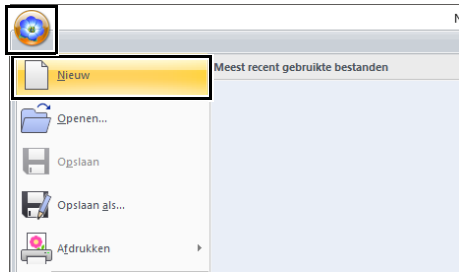 N
Nieuw
Meest recent gebruikte bestanden
Openen...
Opslaan
Opslaan als...
Afdrukken